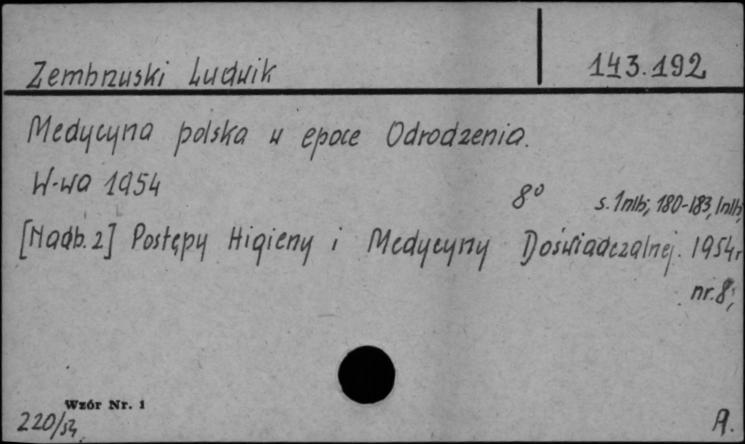 Zembrzuski Ludwik
143.192
Medycyna polska w epoce Odrodzenia.
W-wa 1954
8° s. 1nlb; 180-183, 1nlb,
[Nadb. z] Postępy Higieny i Medycyny Doświadczalnej. 1954r
nr. 8;
Wzór Nr. 1
220/54,
A.